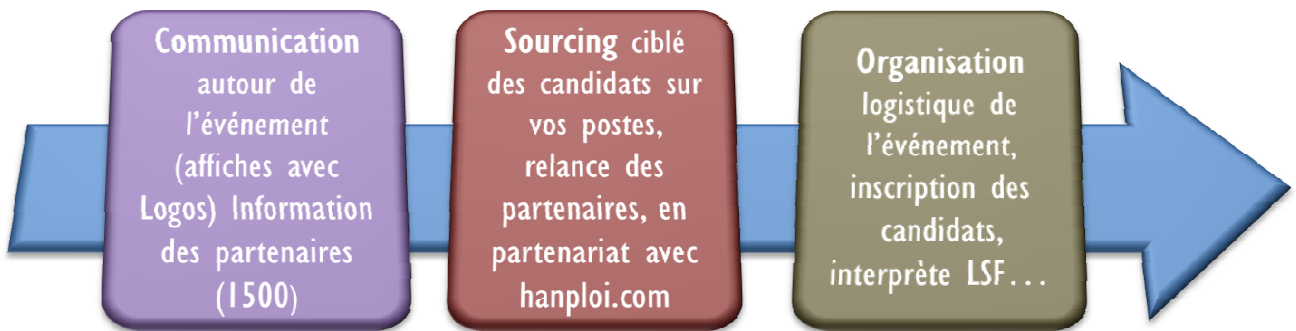 Communication
autour de
l'événement
(affiches avec
Logos) Information
des partenaires
(1500)
Sourcing ciblé
des candidats sur
vos postes,
relance des
partenaires, en
partenariat avec
hanploi.com
Organisation
logistique de
l'événement,
inscription des
candidats,
interprète LSF...